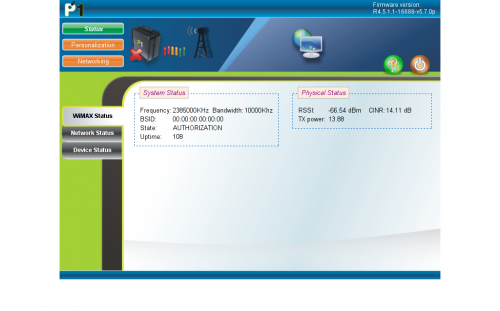 P1
Firmware version:
R4.5.1.1-16688-v5.7.0p
Status
Personalization
Networking
WiMAX Status
Network Status
Device Status
System Status
Frequency: 2385000KHz Bandwidth: 10000Khz
BSID: 00:00:00:00:00:00
State: AUTHORIZATION
Uptime: 108
Physical Status
RSSI: -66.54 dBm CINR: 14.11 dB
TX power: 13.88